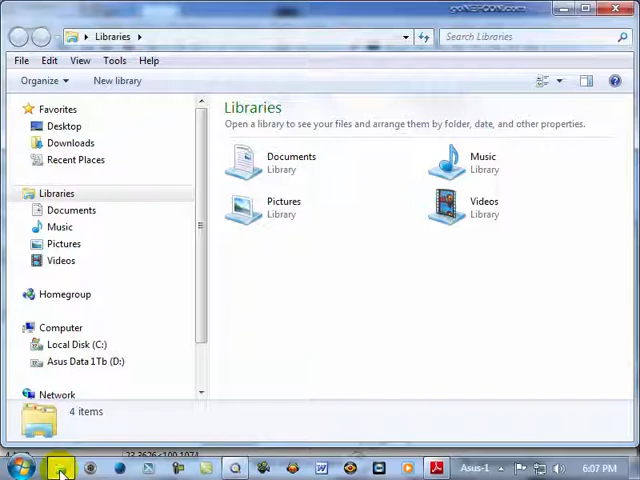 Libraries
Search Libraries
File Edit View Tools Help
Organize New library
Favorites
Desktop
Downloads
Recent Places
Libraries
Documents
Music
Pictures
Videos
Homegroup
Computer
Local Disk (C:)
Asus Data 1Tb (D:)
Network
Libraries
Open a library to see your files and arrange them by folder, date, and other properties.
Documents
Library
Music
Library
Pictures
Library
Videos
Library
4 items
Asus-1
6:07 PM